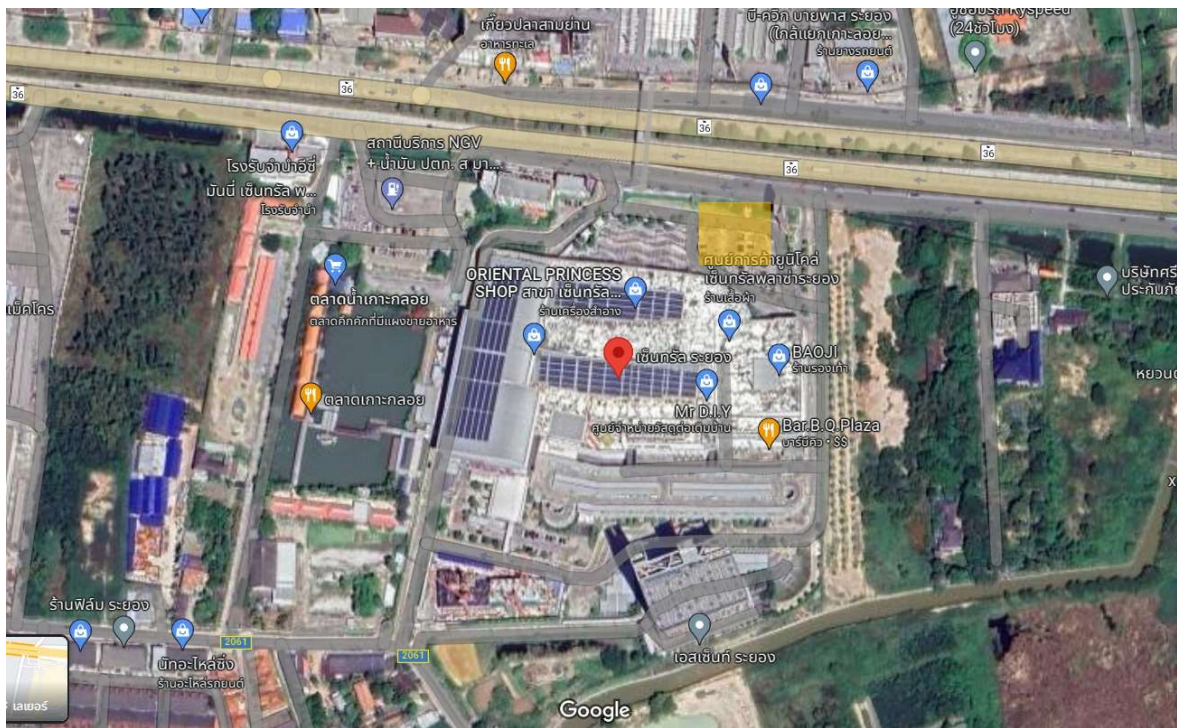 เกี๊ยวปลาสามย่าน
อาหารทะเล
บี-ควิก บายพาส ระยอง
(ใกล้แยกเกาะลอย...
ร้านยางรถยนต์
(24ชั่วโมง)
36
36
36
36
36
36
โรงรับจำนำอีซี่
มันนี่ เซ็นทรัล พ...
โรงรับจำนำ
สถานีบริการ NGV
+ น้ำมัน ปตท. ส.มา...
ORIENTAL PRINCESS
SHOP สาขา เซ็นทรัล...
ร้านเครื่องสำอาง
ศูนย์การค้ายูนิโคล่
เซ็นทรัลพลาซ่าระยอง
ร้านเสื้อผ้า
บริษัทศรี
ประกันภัย
ตลาดน้ำเกาะกลอย
ตลาดคึกคักที่มีแผงขายอาหาร
เม็คโคร
เซ็นทรัล ระยอง
BAOJI
ร้านรองเท้า
หยวนต
ตลาดเกาะกลอย
Mr D.I.Y
ศูนย์จำหน่ายวัสดุต่อเติมบ้าน
Bar.B.Q.Plaza
บาร์บีคิว • $$
X
ร้านฟิล์ม ระยอง
2061
2061
นัทอะไหล่ซิ่ง
ร้านอะไหล่รถยนต์
เอสเซ็นท์ ระยอง
เลเยอร์
Google